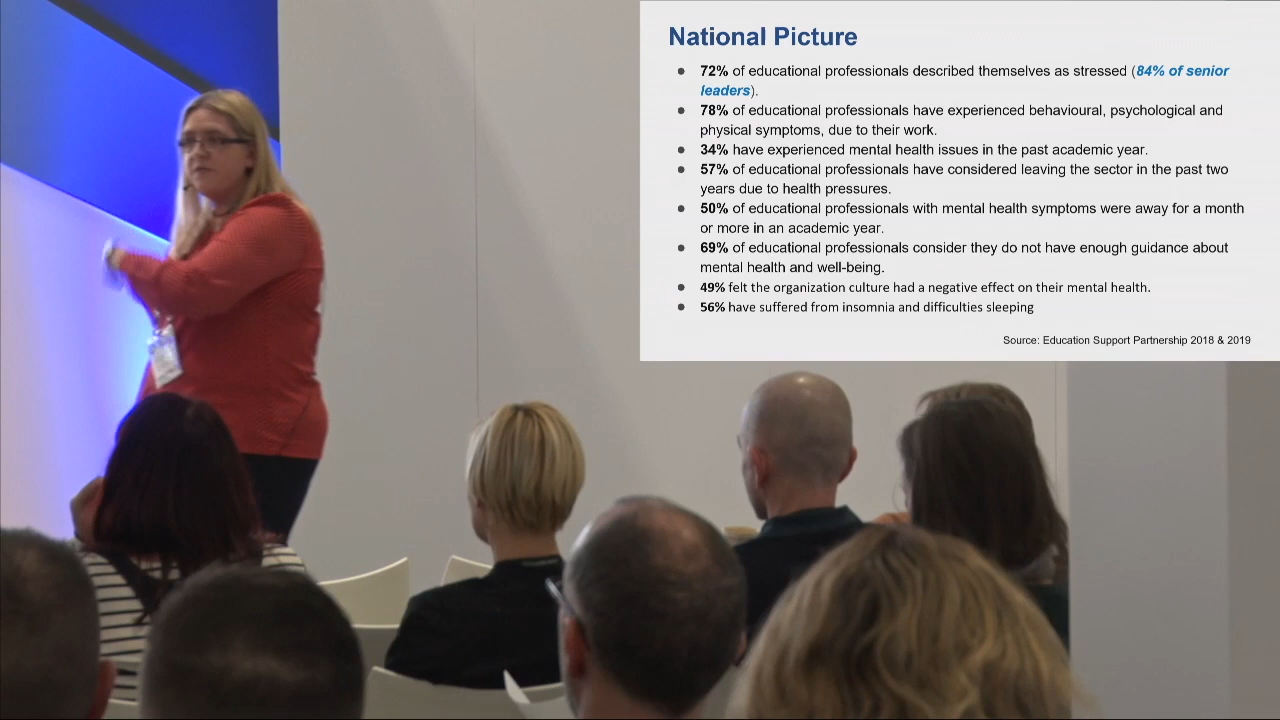 National Picture
● 72% of educational professionals described themselves as stressed (84% of senior
leaders).
● 78% of educational professionals have experienced behavioural, psychological and
physical symptoms, due to their work.
● 34% have experienced mental health issues in the past academic year.
● 57% of educational professionals have considered leaving the sector in the past two
years due to health pressures.
● 50% of educational professionals with mental health symptoms were away for a month
or more in an academic year.
● 69% of educational professionals consider they do not have enough guidance about
mental health and well-being.
● 49% felt the organization culture had a negative effect on their mental health.
● 56% have suffered from insomnia and difficulties sleeping
Source: Education Support Partnership 2018 & 2019